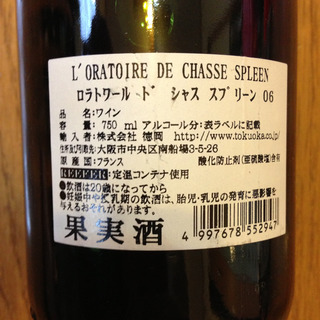 L'ORATOIRE DE CHASSE SPLEEN
ロラトワール ド シャス スプリーン 06
品名:ワイン
容量:750 ml アルコール分:表ラベルに記載
輸入者:株式会社 徳岡 http://www.tokuoka.co.jp/
住所及び引取先:大阪市中央区南船場3-5-26
原産国:フランス 酸化防止剤(亜硫酸塩)含有
REEFER:定温コンテナ使用
●飲酒は20歳になってから
●妊娠中や授乳期の飲酒は、胎児・乳児の発育に悪影響を
与えるおそれがあります。
果実酒
4 997678 552947